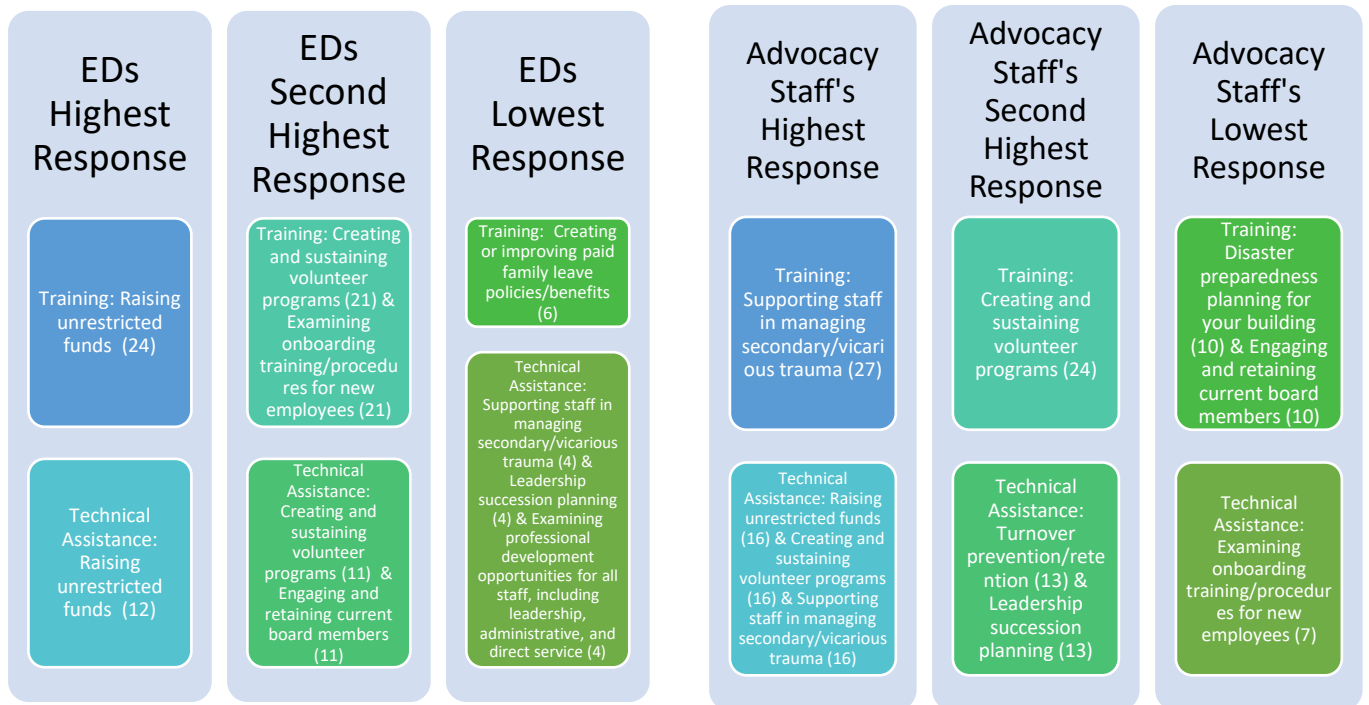 EDs
Highest
Response
Training: Raising
unrestricted
funds (24)
Technical
Assistance:
Raising
unrestricted
funds (12)
EDs
Second
Highest
Response
Training: Creating
and sustaining
volunteer
programs (21) &
Examining
onboarding
training/procedu
res for new
employees (21)
Technical
Assistance:
Creating and
sustaining
volunteer
programs (11) &
Engaging and
retaining current
board members
(11)
EDs
Lowest
Response
Training: Creating
or improving paid
family leave
policies/benefits
(6)
Technical
Assistance:
Supporting staff in
managing
secondary/vicarious
trauma (4) &
Leadership
succession planning
(4) & Examining
professional
development
opportunities for all
staff, including
leadership,
administrative, and
direct service (4)
Advocacy
Staff's
Highest
Response
Training:
Supporting staff
in managing
secondary/vicari
ous trauma (27)
Technical
Assistance: Raising
unrestricted funds
(16) & Creating and
sustaining
volunteer programs
(16) & Supporting
staff in managing
secondary/vicarious
trauma (16)
Advocacy
Staff's
Second
Highest
Response
Training:
Creating and
sustaining
volunteer
programs (24)
Technical
Assistance:
Turnover
prevention/rete
ntion (13) &
Leadership
succession
planning (13)
Advocacy
Staff's
Lowest
Response
Training:
Disaster
preparedness
planning for
your building
(10) & Engaging
and retaining
current board
members (10)
Technical
Assistance:
Examining
onboarding
training/procedur
es for new
employees (7)